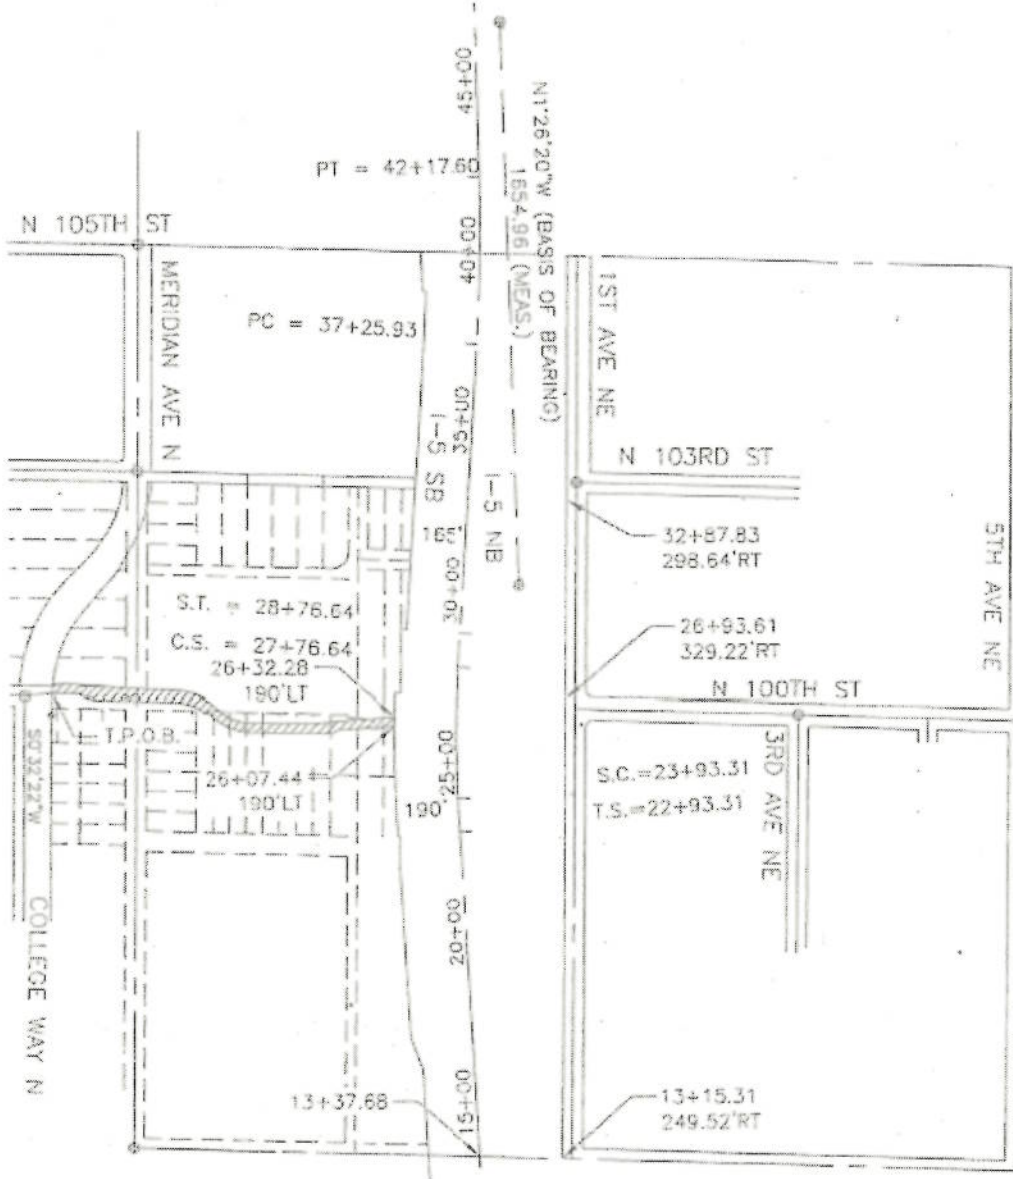 45+00
N1°26'20"W (BASIS OF BEARING)
1654.96 (MEAS.)
PT = 42+17.60
N 105TH ST
40+00
MERIDIAN AVE N
PC = 37+25.93
1ST AVE NE
35+00
I-5 SB
I-5 NB
N 103RD ST
5TH AVE NE
32+87.83
298.64'RT
165'
30+00
S.T. = 28+76.64
C.S. = 27+76.64
26+32.28
190'LT
26+93.61
329.22'RT
N 100TH ST
T.P.O.B.
S0°32'22"W
26+07.44
190'LT
25+00
190'
3RD AVE NE
S.C.=23+93.31
T.S.=22+93.31
COLLEGE WAY N
20+00
15+00
13+37.68
13+15.31
249.52'RT